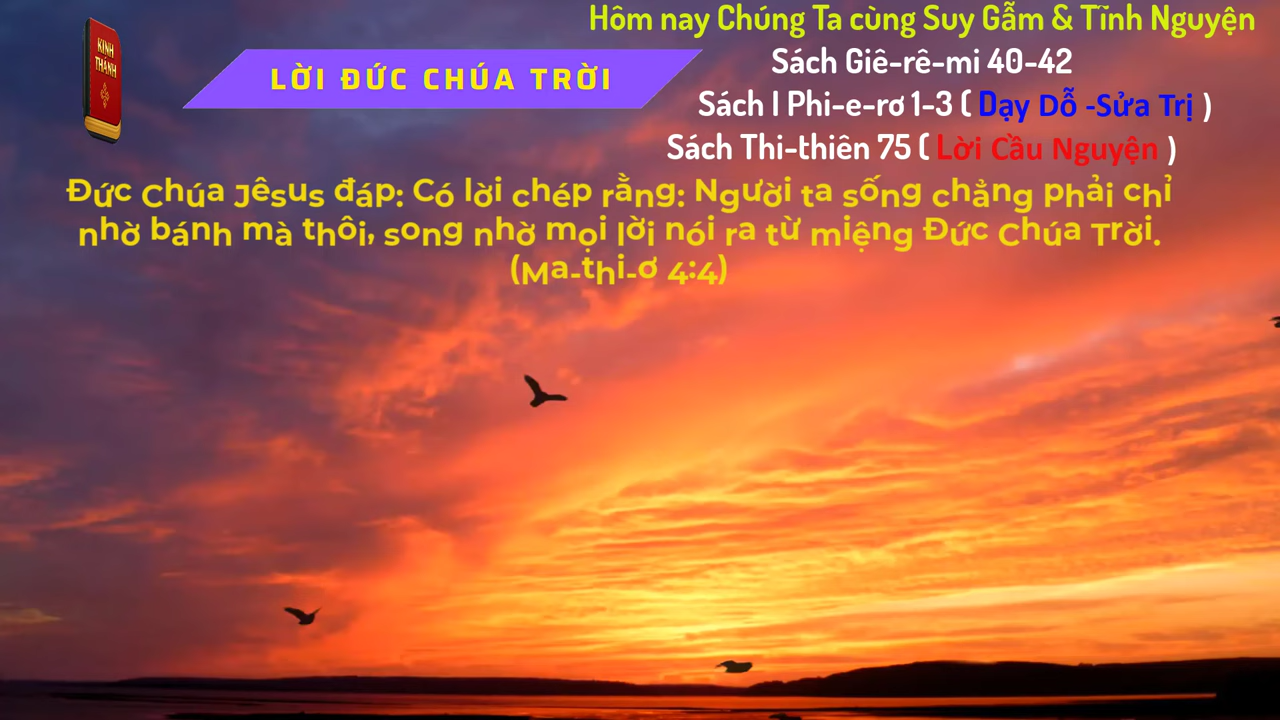 Hôm nay Chúng Ta cùng Suy Gẫm & Tĩnh Nguyện
KINH
THÁNH
LỜI ĐỨC CHÚA TRỜI
Sách Giê-rê-mi 40-42
Sách I Phi-e-rơ 1-3 ( Dạy Dỗ -Sửa Trị )
Sách Thi-thiên 75 ( Lời Cầu Nguyện )
Đức Chúa Jêsus đáp: Có lời chép rằng: Người ta sống chẳng phải chỉ
nhờ bánh mà thôi, song nhờ mọi lời nói ra từ miệng Đức Chúa Trời.
(Ma-thi-ơ 4:4)